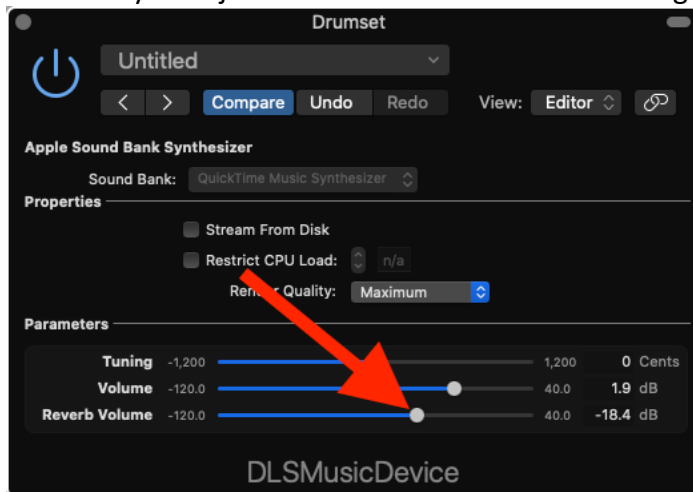 Drumset
Untitled
Compare Undo Redo View: Editor
Apple Sound Bank Synthesizer
Sound Bank: QuickTime Music Synthesizer
Properties
Stream From Disk
Restrict CPU Load: n/a
Render Quality: Maximum
Parameters
Tuning -1,200 1,200 0 Cents
Volume -120.0 40.0 1.9 dB
Reverb Volume -120.0 40.0 -18.4 dB
DLSMusicDevice